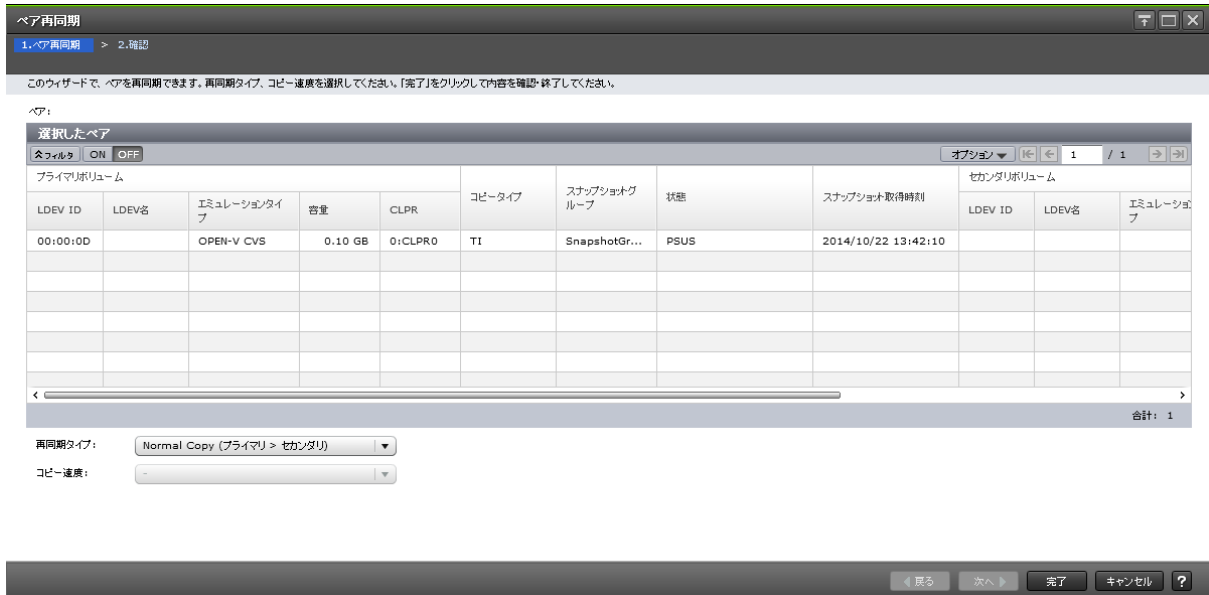 ペア再同期
1.ペア再同期 > 2.確認
このウィザードで、ペアを再同期できます。再同期タイプ、コピー速度を選択してください。「完了」をクリックして内容を確認・終了してください。
ペア:
選択したペア
フィルタ ON OFF オプション 1 / 1
プライマリボリューム コピータイプ スナップショットグループ 状態 スナップショット取得時刻 セカンダリボリューム
LDEV ID LDEV名 エミュレーションタイプ 容量 CLPR LDEV ID LDEV名 エミュレーション
プ
00:00:0D OPEN-V CVS 0.10 GB 0:CLPR0 TI SnapshotGr... PSUS 2014/10/22 13:42:10
合計: 1
再同期タイプ: Normal Copy (プライマリ > セカンダリ)
コピー速度: -
戻る 次へ 完了 キャンセル ?